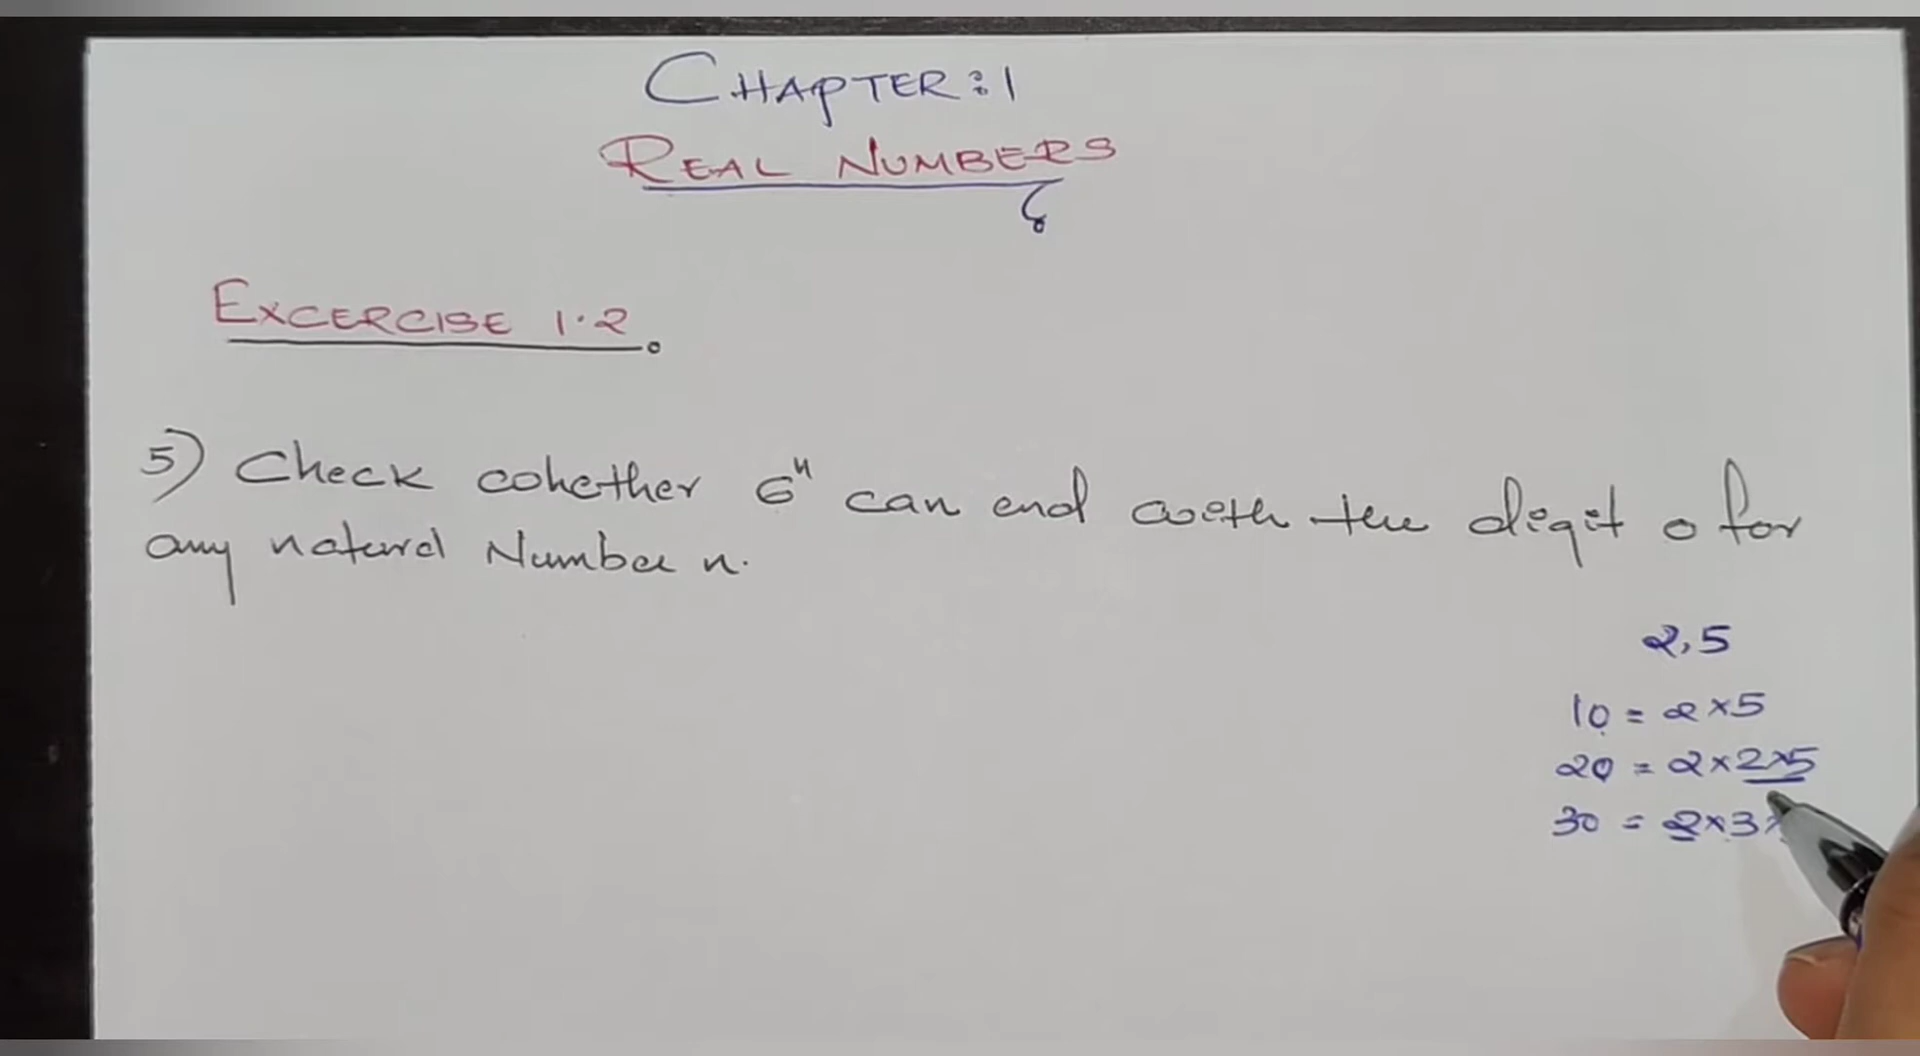 CHAPTER:1
REAL NUMBERS
EXCERCISE 1.2
5) Check whether 6ⁿ can end with the digit 0 for
any natural Number n.
2,5
10 = 2×5
20 = 2×2×5
30 = 2×3×